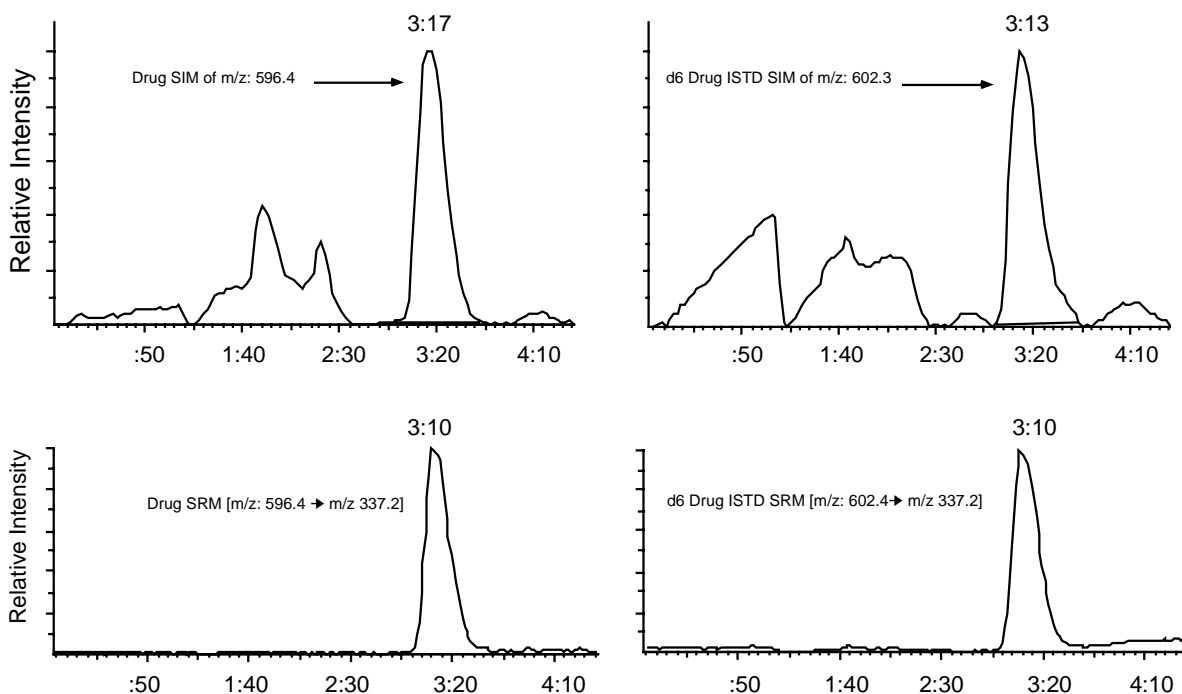 3:17
Drug SIM of m/z: 596.4
Relative Intensity
:50 1:40 2:30 3:20 4:10
3:13
d6 Drug ISTD SIM of m/z: 602.3
:50 1:40 2:30 3:20 4:10
3:10
Drug SRM [m/z: 596.4 → m/z 337.2]
Relative Intensity
:50 1:40 2:30 3:20 4:10
3:10
d6 Drug ISTD SRM [m/z: 602.4 → m/z 337.2]
:50 1:40 2:30 3:20 4:10